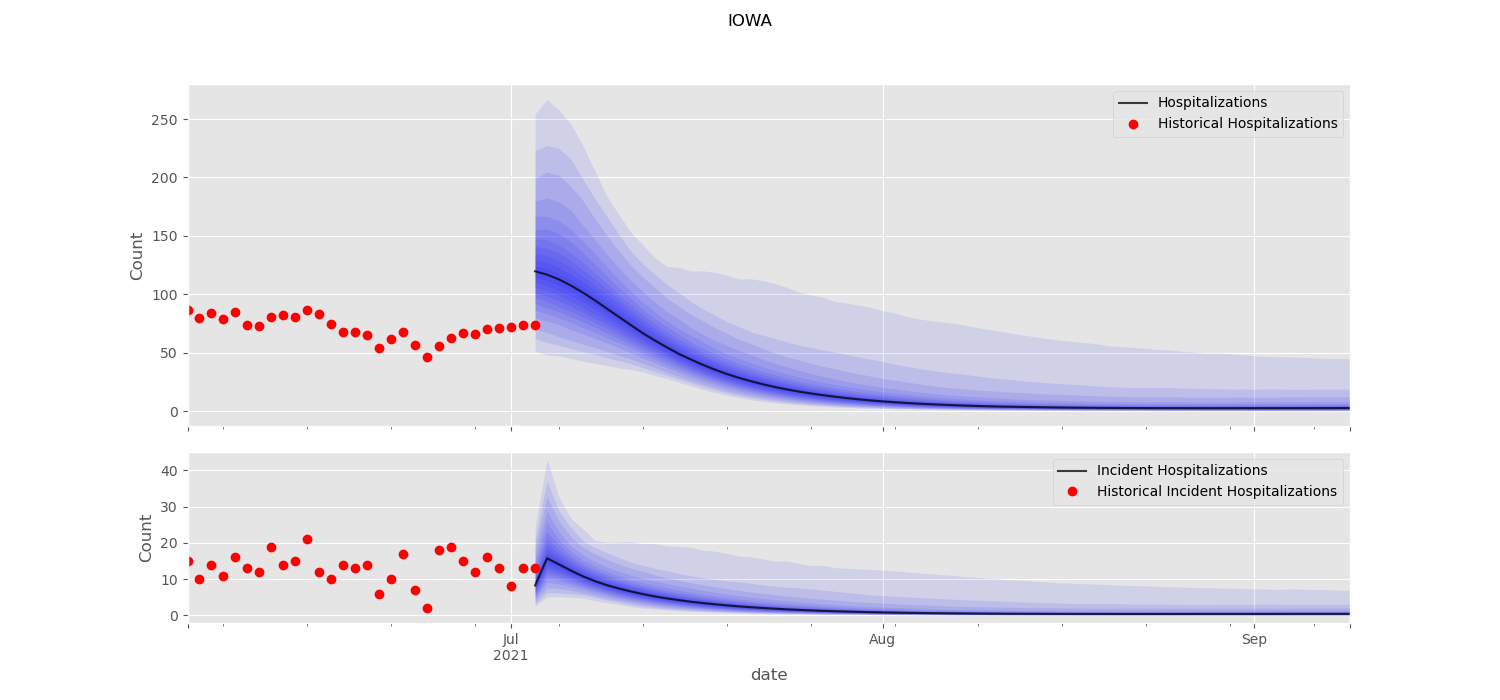 IOWA
Hospitalizations
Historical Hospitalizations
250
200
150
100
50
0
Count
Incident Hospitalizations
Historical Incident Hospitalizations
40
30
20
10
0
Count
Jul
2021
Aug
Sep
date